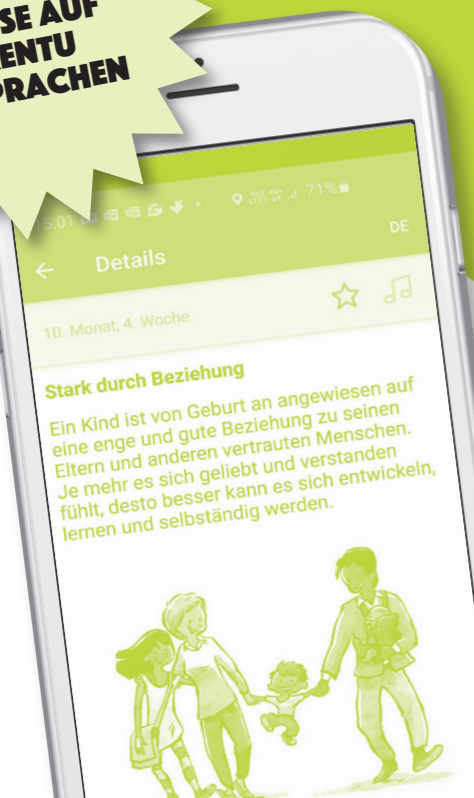 SE AUF
ENTU
PRACHEN
15:01 71%
← Details DE
10. Monat, 4. Woche
Stark durch Beziehung
Ein Kind ist von Geburt an angewiesen auf
eine enge und gute Beziehung zu seinen
Eltern und anderen vertrauten Menschen.
Je mehr es sich geliebt und verstanden
fühlt, desto besser kann es sich entwickeln,
lernen und selbständig werden.